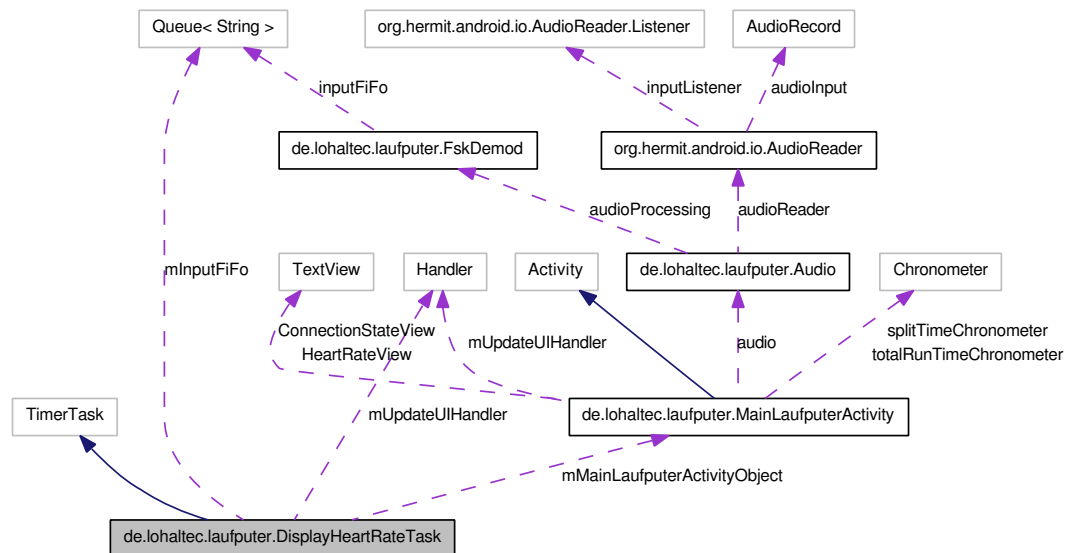 Queue< String >
org.hermit.android.io.AudioReader.Listener
AudioRecord
inputFiFo
inputListener
audioInput
de.lohaltec.laufputer.FskDemod
org.hermit.android.io.AudioReader
audioProcessing
audioReader
mInputFiFo
TextView
Handler
Activity
de.lohaltec.laufputer.Audio
Chronometer
ConnectionStateView
HeartRateView
mUpdateUIHandler
audio
splitTimeChronometer
totalRunTimeChronometer
TimerTask
mUpdateUIHandler
de.lohaltec.laufputer.MainLaufputerActivity
mMainLaufputerActivityObject
de.lohaltec.laufputer.DisplayHeartRateTask